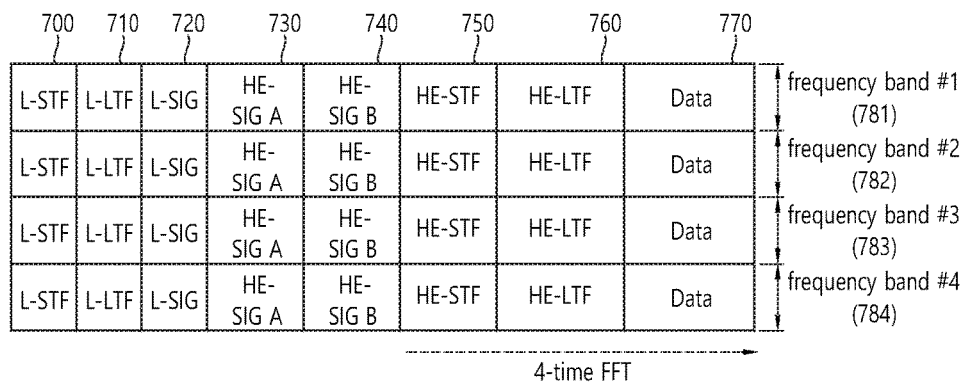 700 710 720 730 740 750 760 770
L-STF L-LTF L-SIG HE-SIG A HE-SIG B HE-STF HE-LTF Data frequency band #1 (781)
L-STF L-LTF L-SIG HE-SIG A HE-SIG B HE-STF HE-LTF Data frequency band #2 (782)
L-STF L-LTF L-SIG HE-SIG A HE-SIG B HE-STF HE-LTF Data frequency band #3 (783)
L-STF L-LTF L-SIG HE-SIG A HE-SIG B HE-STF HE-LTF Data frequency band #4 (784)
4-time FFT